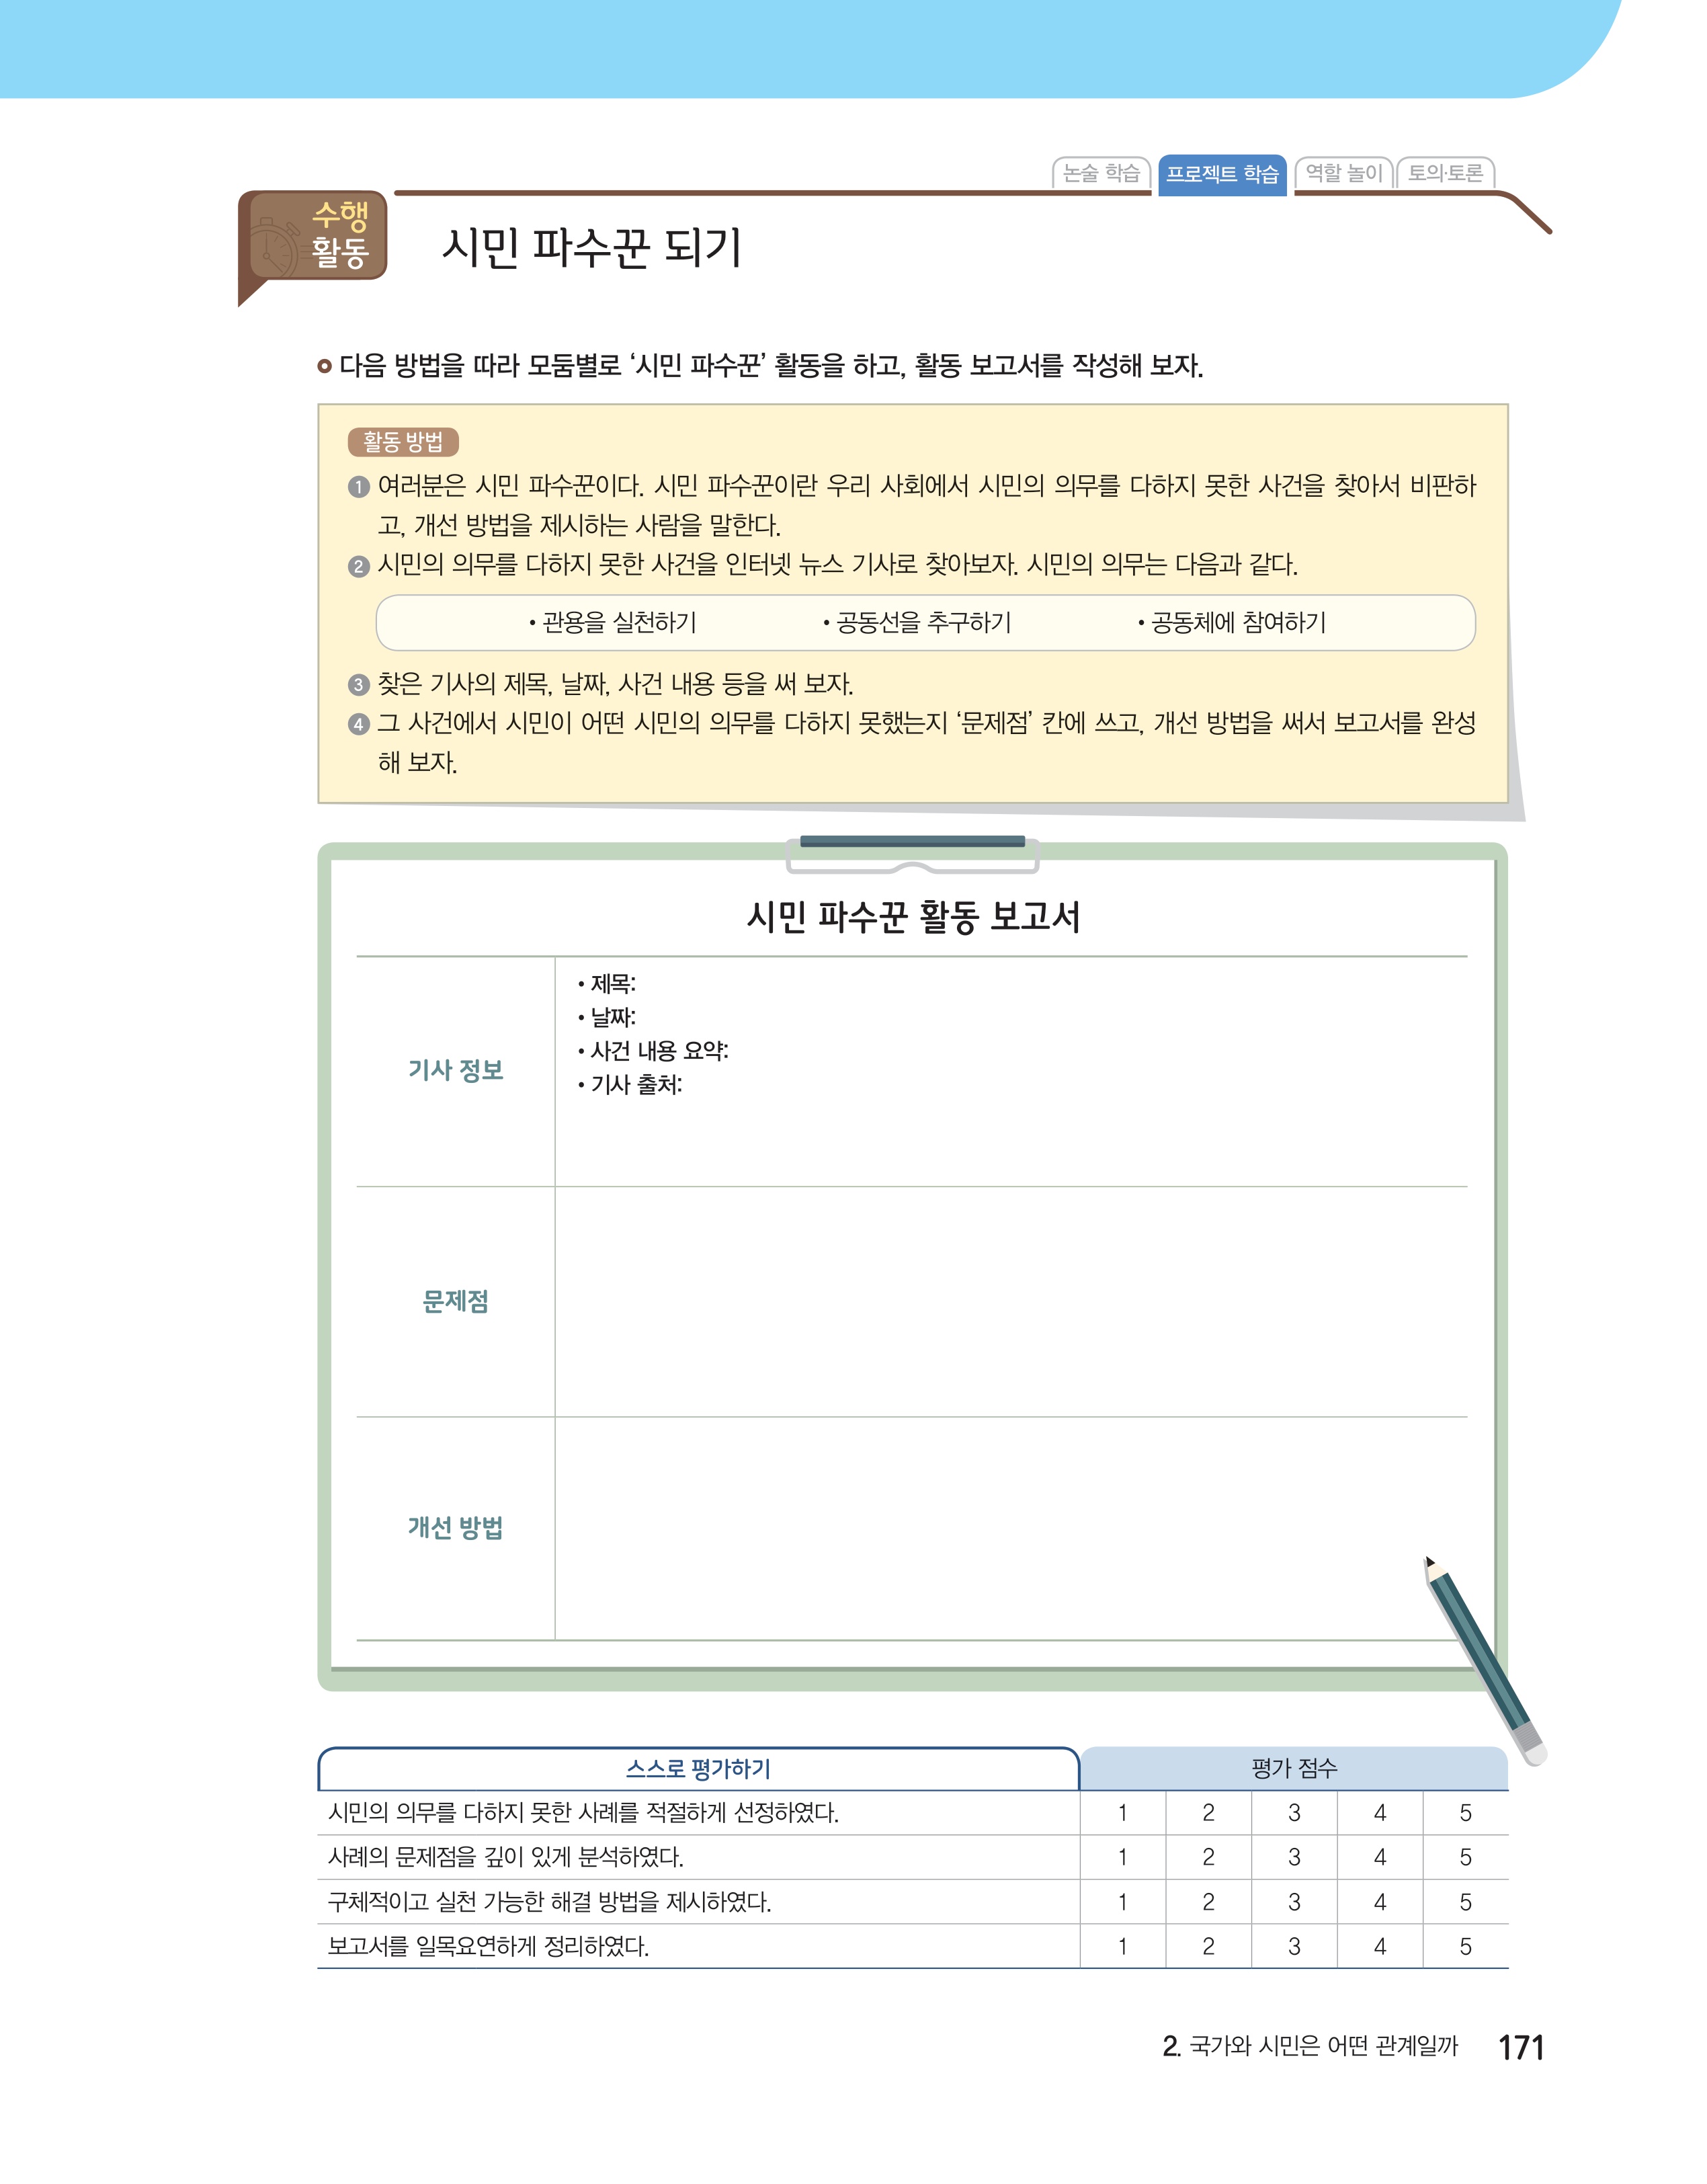 논술 학습 프로젝트 학습 역할 놀이 토의·토론
수행
활동
시민 파수꾼 되기
다음 방법을 따라 모둠별로 ‘시민 파수꾼’ 활동을 하고, 활동 보고서를 작성해 보자.
활동 방법
1 여러분은 시민 파수꾼이다. 시민 파수꾼이란 우리 사회에서 시민의 의무를 다하지 못한 사건을 찾아서 비판하
고, 개선 방법을 제시하는 사람을 말한다.
2 시민의 의무를 다하지 못한 사건을 인터넷 뉴스 기사로 찾아보자. 시민의 의무는 다음과 같다.
• 관용을 실천하기 • 공동선을 추구하기 • 공동체에 참여하기
3 찾은 기사의 제목, 날짜, 사건 내용 등을 써 보자.
4 그 사건에서 시민이 어떤 시민의 의무를 다하지 못했는지 ‘문제점’ 칸에 쓰고, 개선 방법을 써서 보고서를 완성
해 보자.
시민 파수꾼 활동 보고서
기사 정보
• 제목:
• 날짜:
• 사건 내용 요약:
• 기사 출처:
문제점
개선 방법
스스로 평가하기 평가 점수
시민의 의무를 다하지 못한 사례를 적절하게 선정하였다. 1 2 3 4 5
사례의 문제점을 깊이 있게 분석하였다. 1 2 3 4 5
구체적이고 실천 가능한 해결 방법을 제시하였다. 1 2 3 4 5
보고서를 일목요연하게 정리하였다. 1 2 3 4 5
2. 국가와 시민은 어떤 관계일까 171